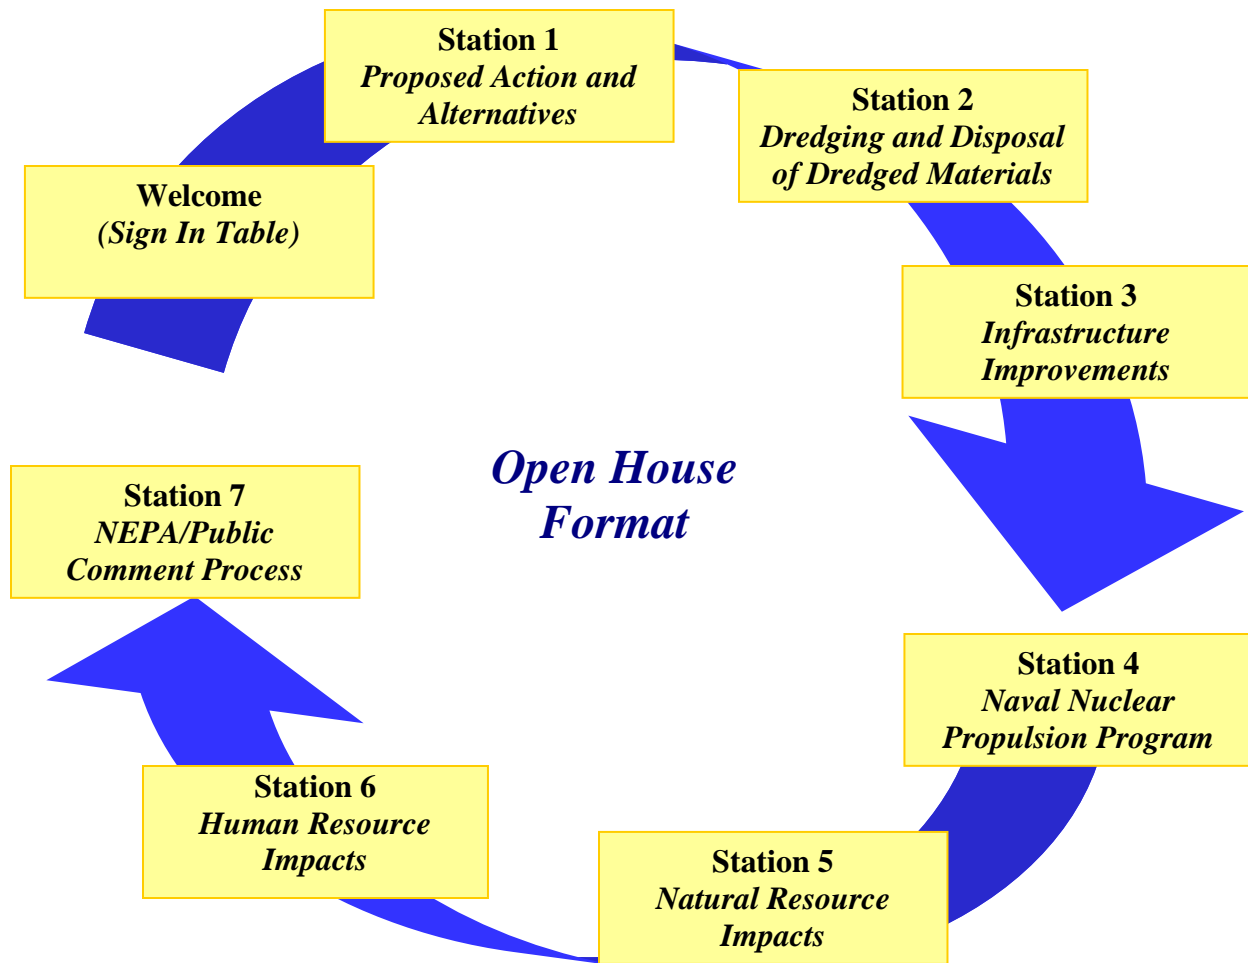 Welcome
(Sign In Table)
Station 1
Proposed Action and
Alternatives
Station 2
Dredging and Disposal
of Dredged Materials
Station 3
Infrastructure
Improvements
Open House
Format
Station 4
Naval Nuclear
Propulsion Program
Station 5
Natural Resource
Impacts
Station 6
Human Resource
Impacts
Station 7
NEPA/Public
Comment Process